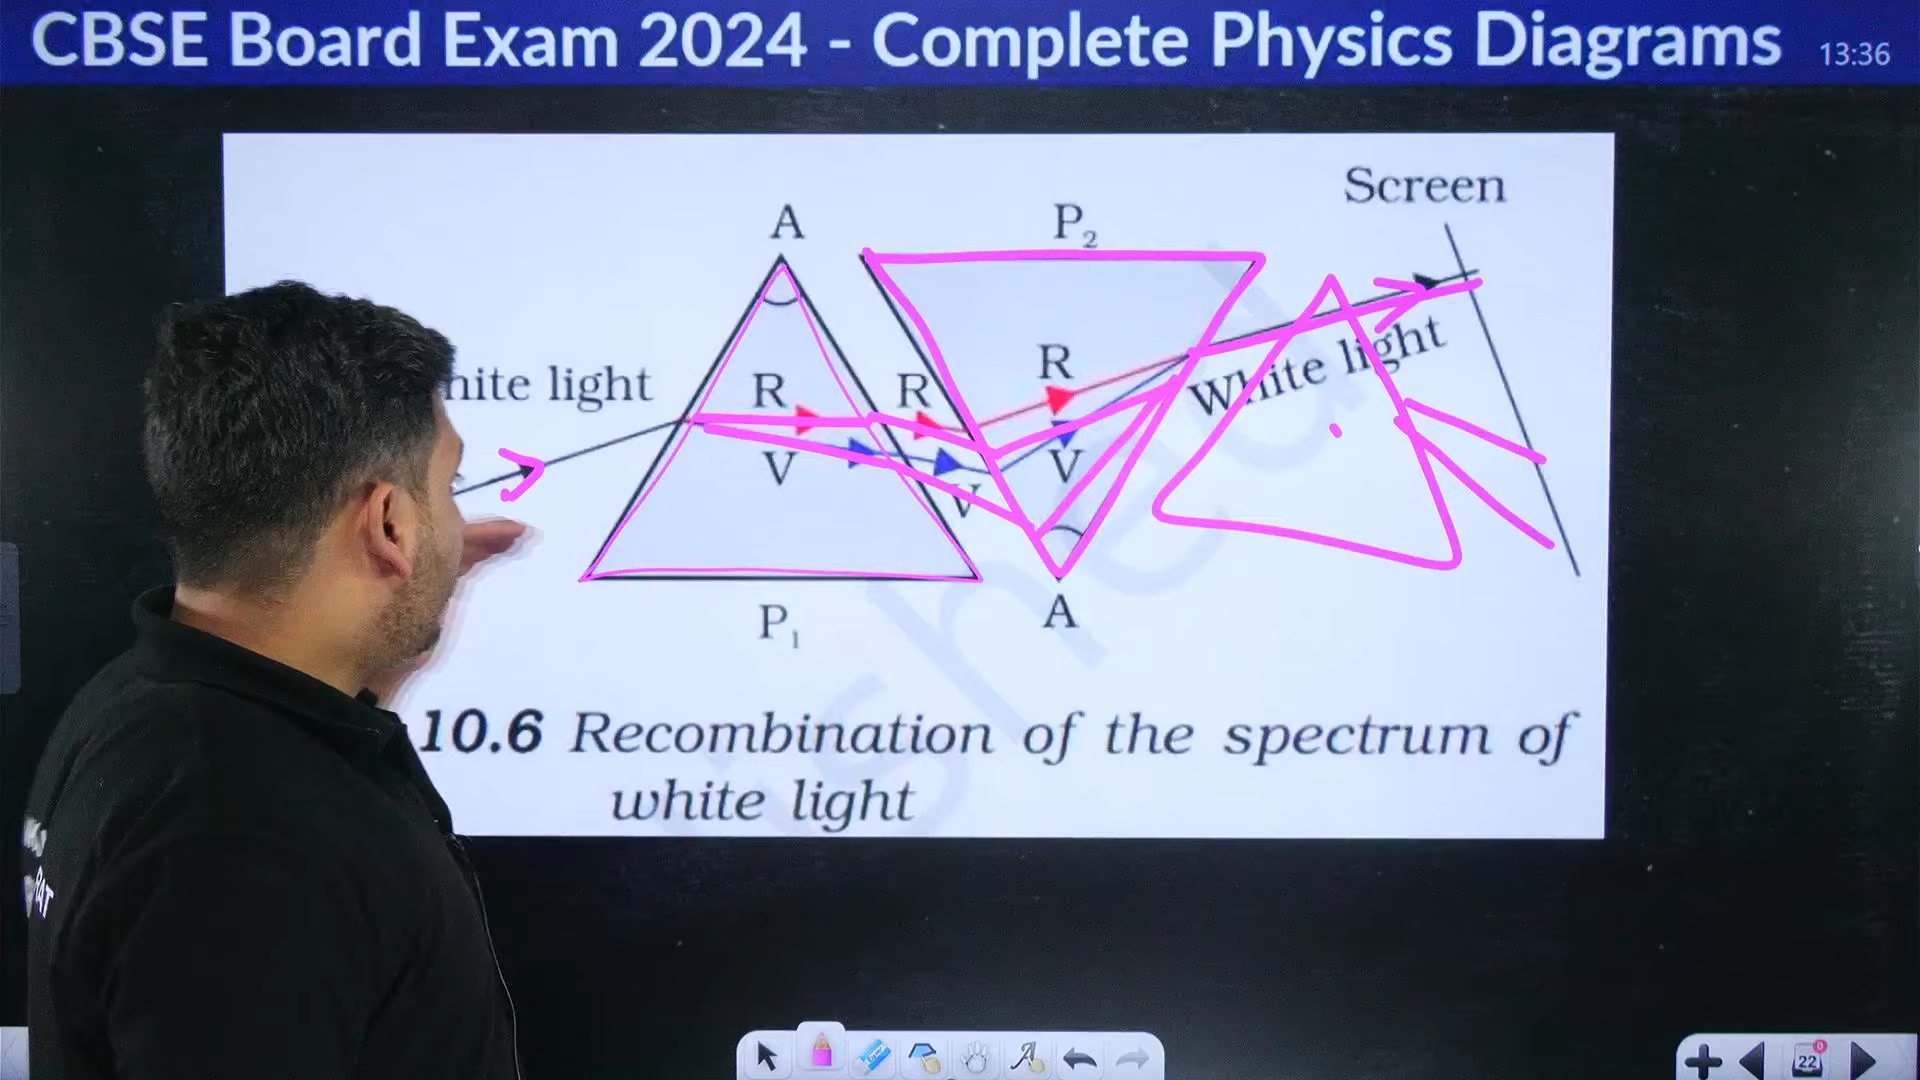 CBSE Board Exam 2024 - Complete Physics Diagrams 13:36
Screen
A
P2
hite light
R
R
R
White light
V
V
V
P1
A
10.6 Recombination of the spectrum of
white light
22
0